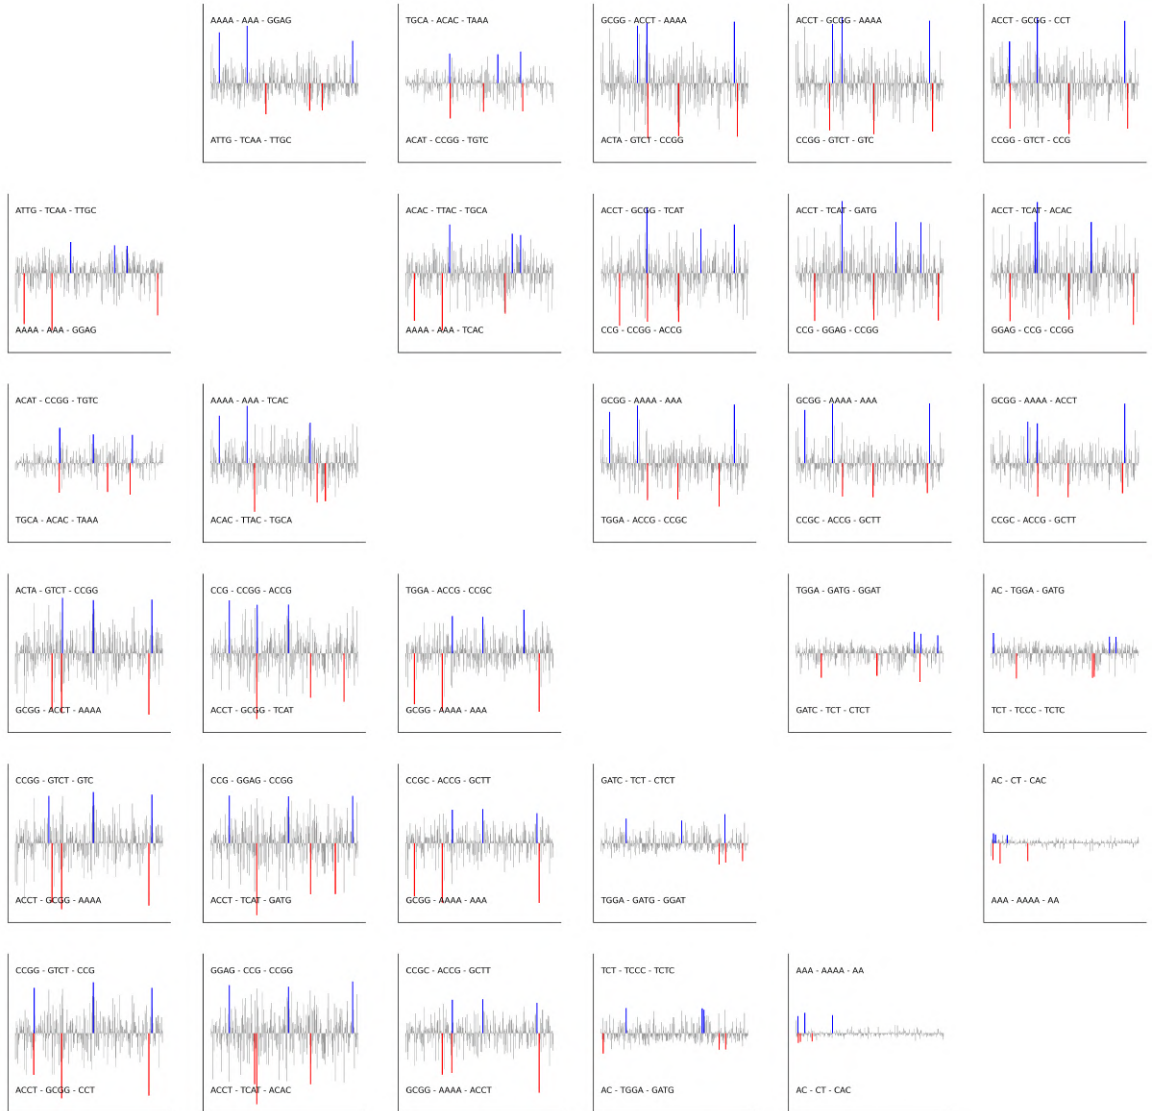 AAAA - AAA - GGAG
TGCA - ACAC - TAAA
GCGG - ACCT - AAAA
ACCT - GCGG - AAAA
ACCT - GCGG - CCT
ATTG - TCAA - TTGC
ACAT - CCGG - TGTC
ACTA - GTCT - CCGG
CCGG - GTCT - GTC
CCGG - GTCT - CCG
ATTG - TCAA - TTGC
ACAC - TTAC - TGCA
ACCT - GCGG - TCAT
ACCT - TCAT - GATG
ACCT - TCAT - ACAC
AAAA - AAA - GGAG
AAAA - AAA - TCAC
CCG - CCGG - ACCG
CCG - GGAG - CCGG
GGAG - CCG - CCGG
ACAT - CCGG - TGTC
AAAA - AAA - TCAC
GCGG - AAAA - AAA
GCGG - AAAA - AAA
GCGG - AAAA - ACCT
TGCA - ACAC - TAAA
ACAC - TTAC - TGCA
TGGA - ACCG - CCGC
CCGC - ACCG - GCTT
CCGC - ACCG - GCTT
ACTA - GTCT - CCGG
CCG - CCGG - ACCG
TGGA - ACCG - CCGC
TGGA - GATG - GGAT
AC - TGGA - GATG
GCGG - ACCT - AAAA
ACCT - GCGG - TCAT
GCGG - AAAA - AAA
GATC - TCT - CTCT
TCT - TCCC - TCTC
CCGG - GTCT - GTC
CCG - GGAG - CCGG
CCGC - ACCG - GCTT
GATC - TCT - CTCT
AC - CT - CAC
ACCT - GCGG - AAAA
ACCT - TCAT - GATG
GCGG - AAAA - AAA
TGGA - GATG - GGAT
AAA - AAAA - AA
CCGG - GTCT - CCG
GGAG - CCG - CCGG
CCGC - ACCG - GCTT
TCT - TCCC - TCTC
AAA - AAAA - AA
ACCT - GCGG - CCT
ACCT - TCAT - ACAC
GCGG - AAAA - ACCT
AC - TGGA - GATG
AC - CT - CAC